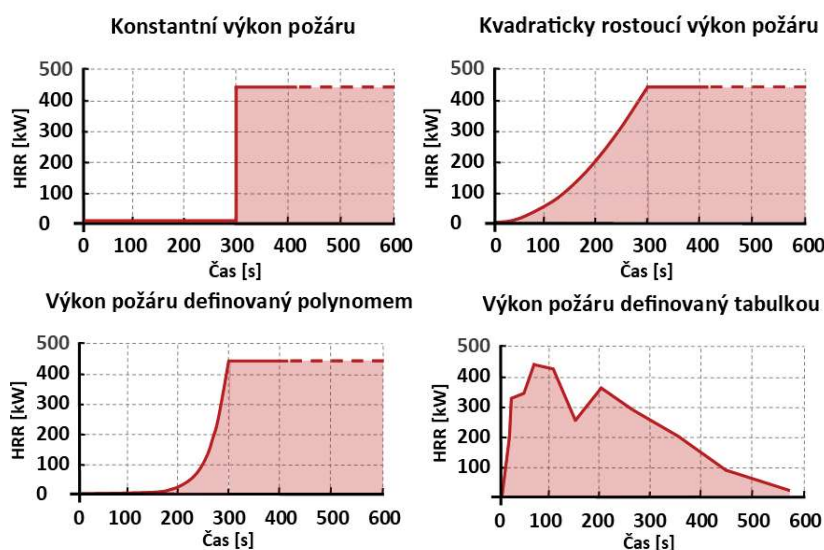 Konstantní výkon požáru
HRR [kW]
500
400
300
200
100
0
0 100 200 300 400 500 600
Čas [s]
Kvadraticky rostoucí výkon požáru
HRR [kW]
500
400
300
200
100
0
0 100 200 300 400 500 600
Čas [s]
Výkon požáru definovaný polynomem
HRR [kW]
500
400
300
200
100
0
0 100 200 300 400 500 600
Čas [s]
Výkon požáru definovaný tabulkou
HRR [kW]
500
400
300
200
100
0 100 200 300 400 500 600
Čas [s]